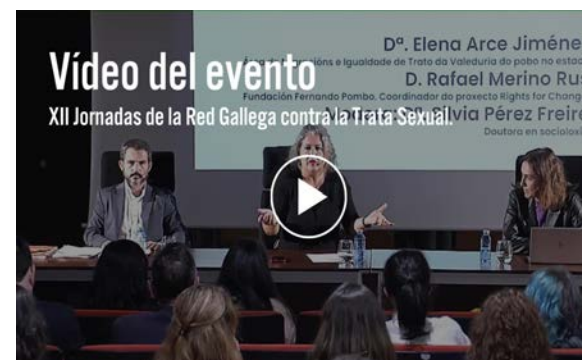 Dª. Elena Arce Jiméne
Igualdade de Trato da Valeduría do pobo no estad
Vídeo del evento
D. Rafael Merino Rus
Fundación Fernando Pombo. Coordinador do proxecto Rights for Chang
XII Jornadas de la Red Gallega contra la Trata Sexual.
Silvia Pérez Freire
Doutora en socioloxí